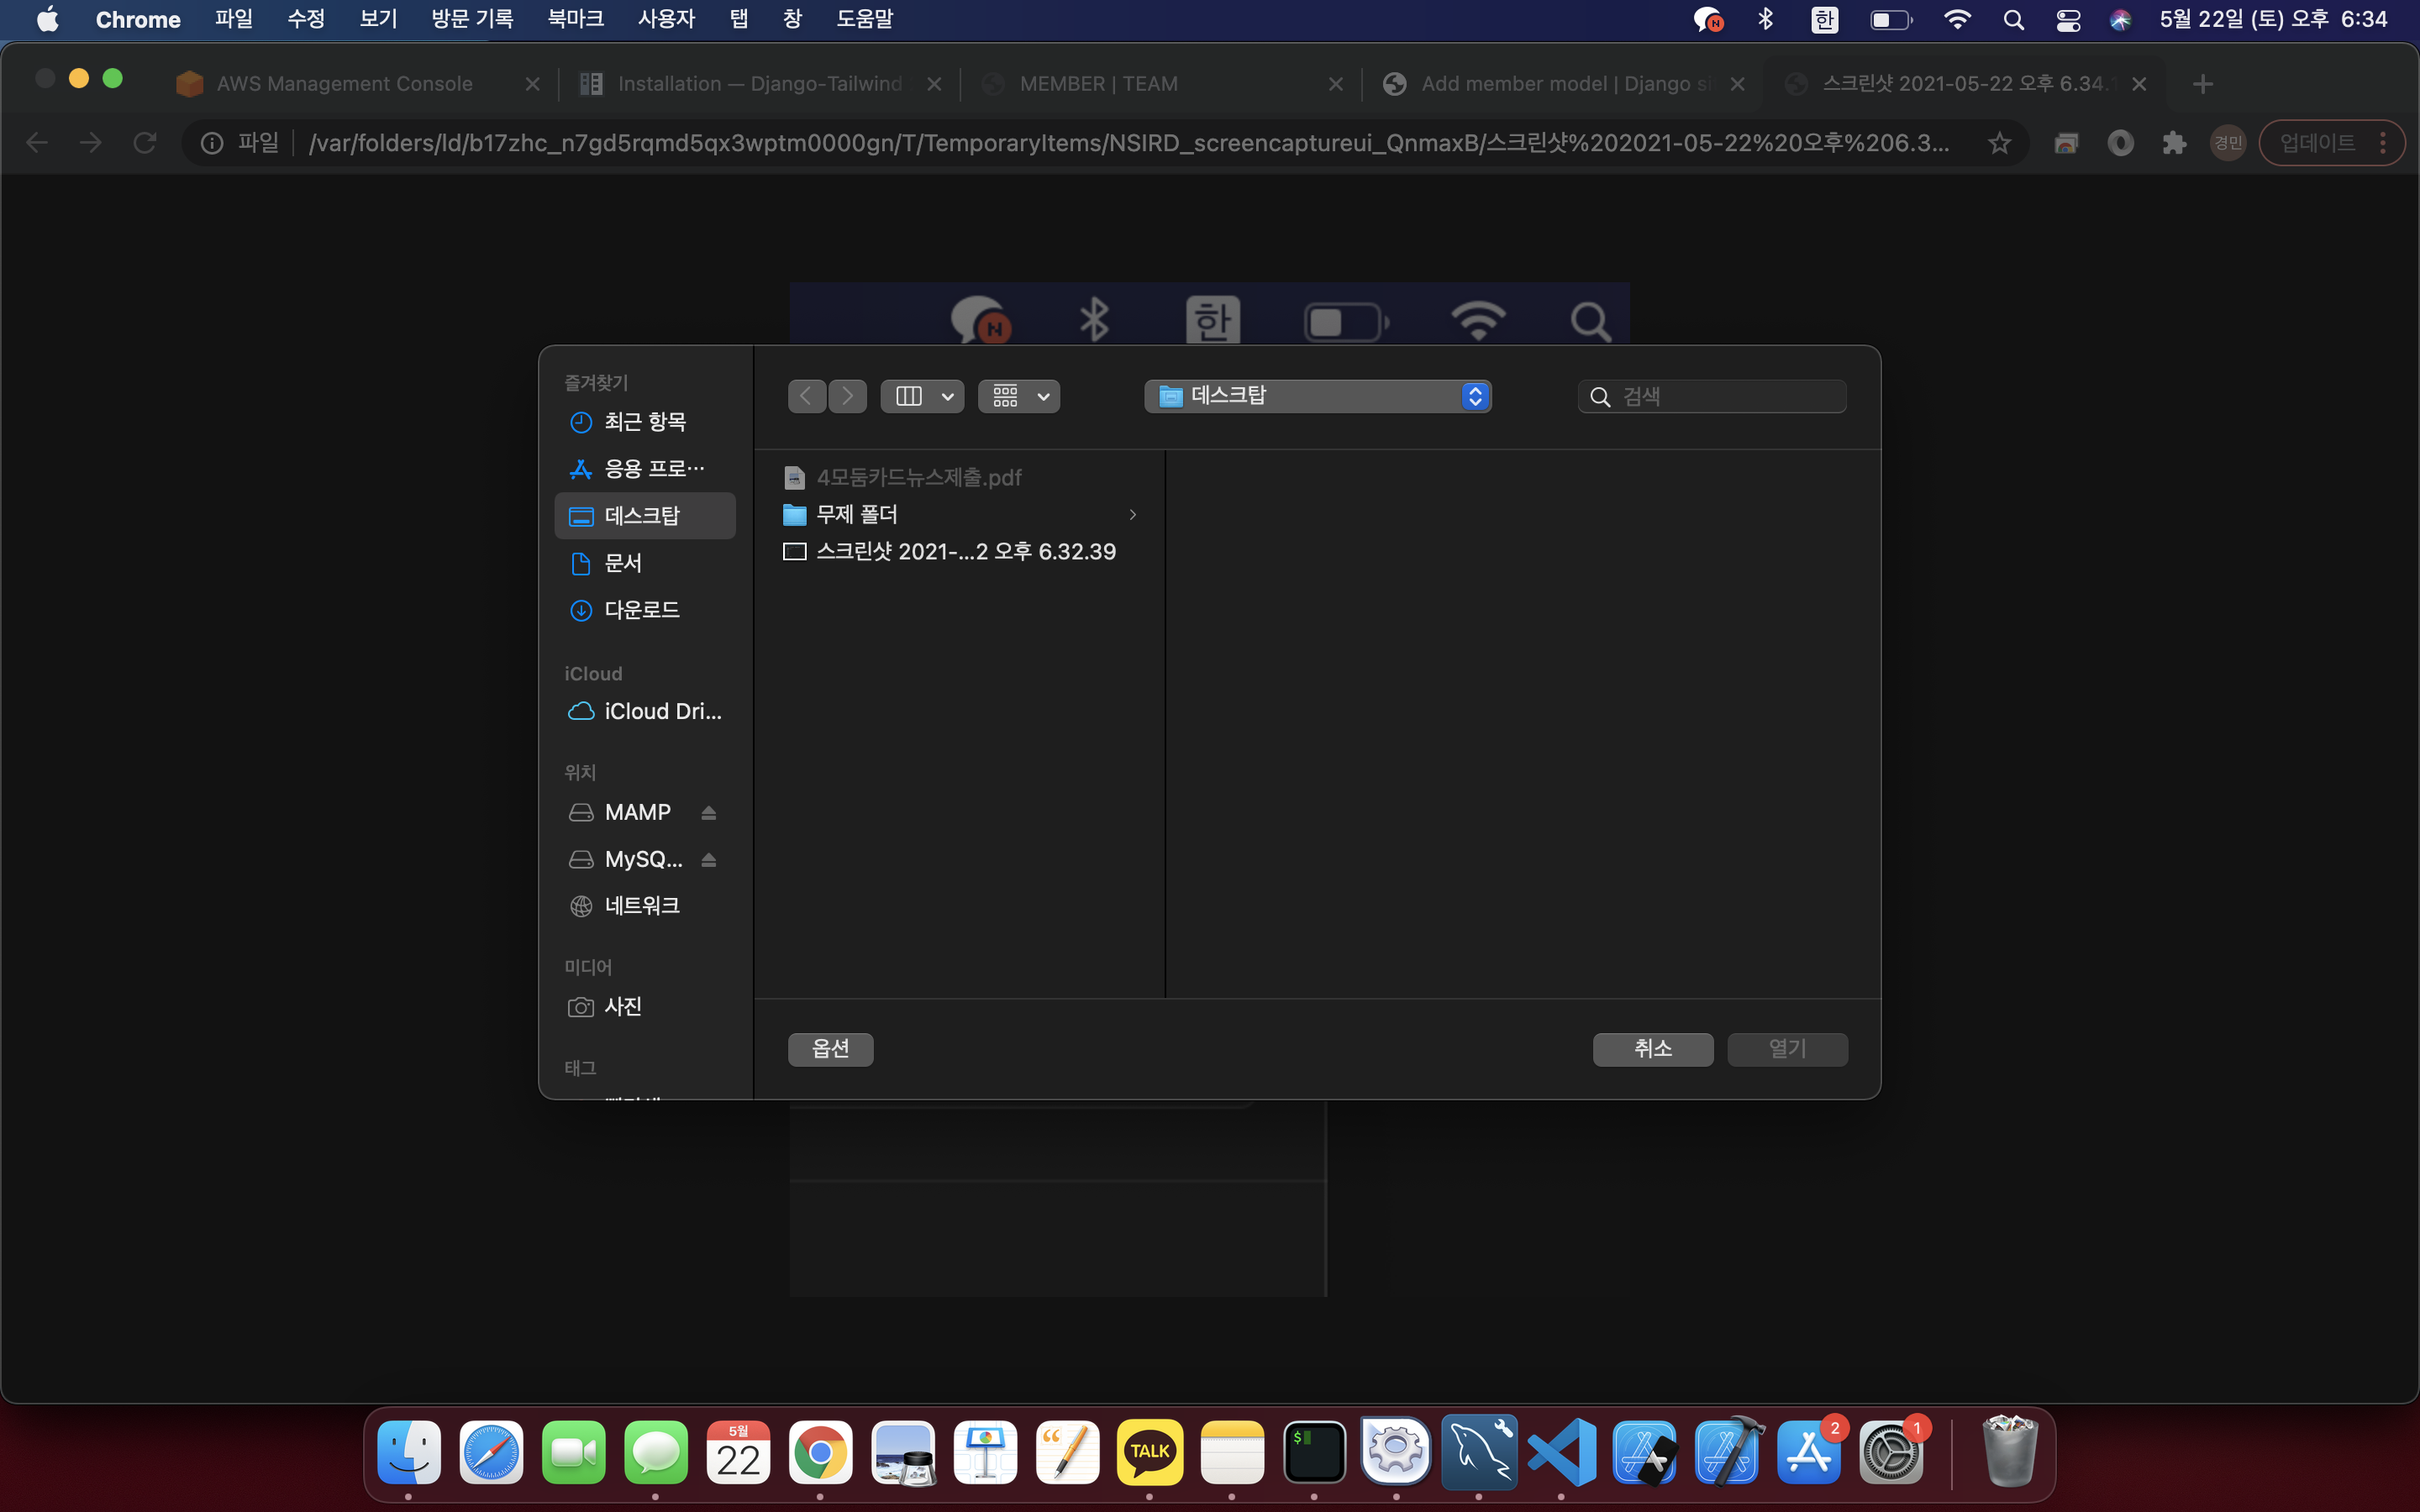 Chrome 파일 수정 보기 방문 기록 북마크 사용자 탭 창 도움말 N 한 5월 22일 (토) 오후 6:34
AWS Management Console Installation — Django-Tailwind MEMBER | TEAM Add member model | Django si 스크린샷 2021-05-22 오후 6.34.1
파일 /var/folders/ld/b17zhc_n7gd5rqmd5qx3wptm0000gn/T/TemporaryItems/NSIRD_screencaptureui_QnmaxB/스크린샷%202021-05-22%20오후%206.3... 경민 업데이트
N 한
즐겨찾기
최근 항목
응용 프로…
데스크탑
문서
다운로드
iCloud
iCloud Dri...
위치
MAMP
MySQ...
네트워크
미디어
사진
태그
데스크탑
검색
4모둠카드뉴스제출.pdf
무제 폴더
스크린샷 2021-...2 오후 6.32.39
옵션 취소 열기
5월
22
TALK
$
2
1